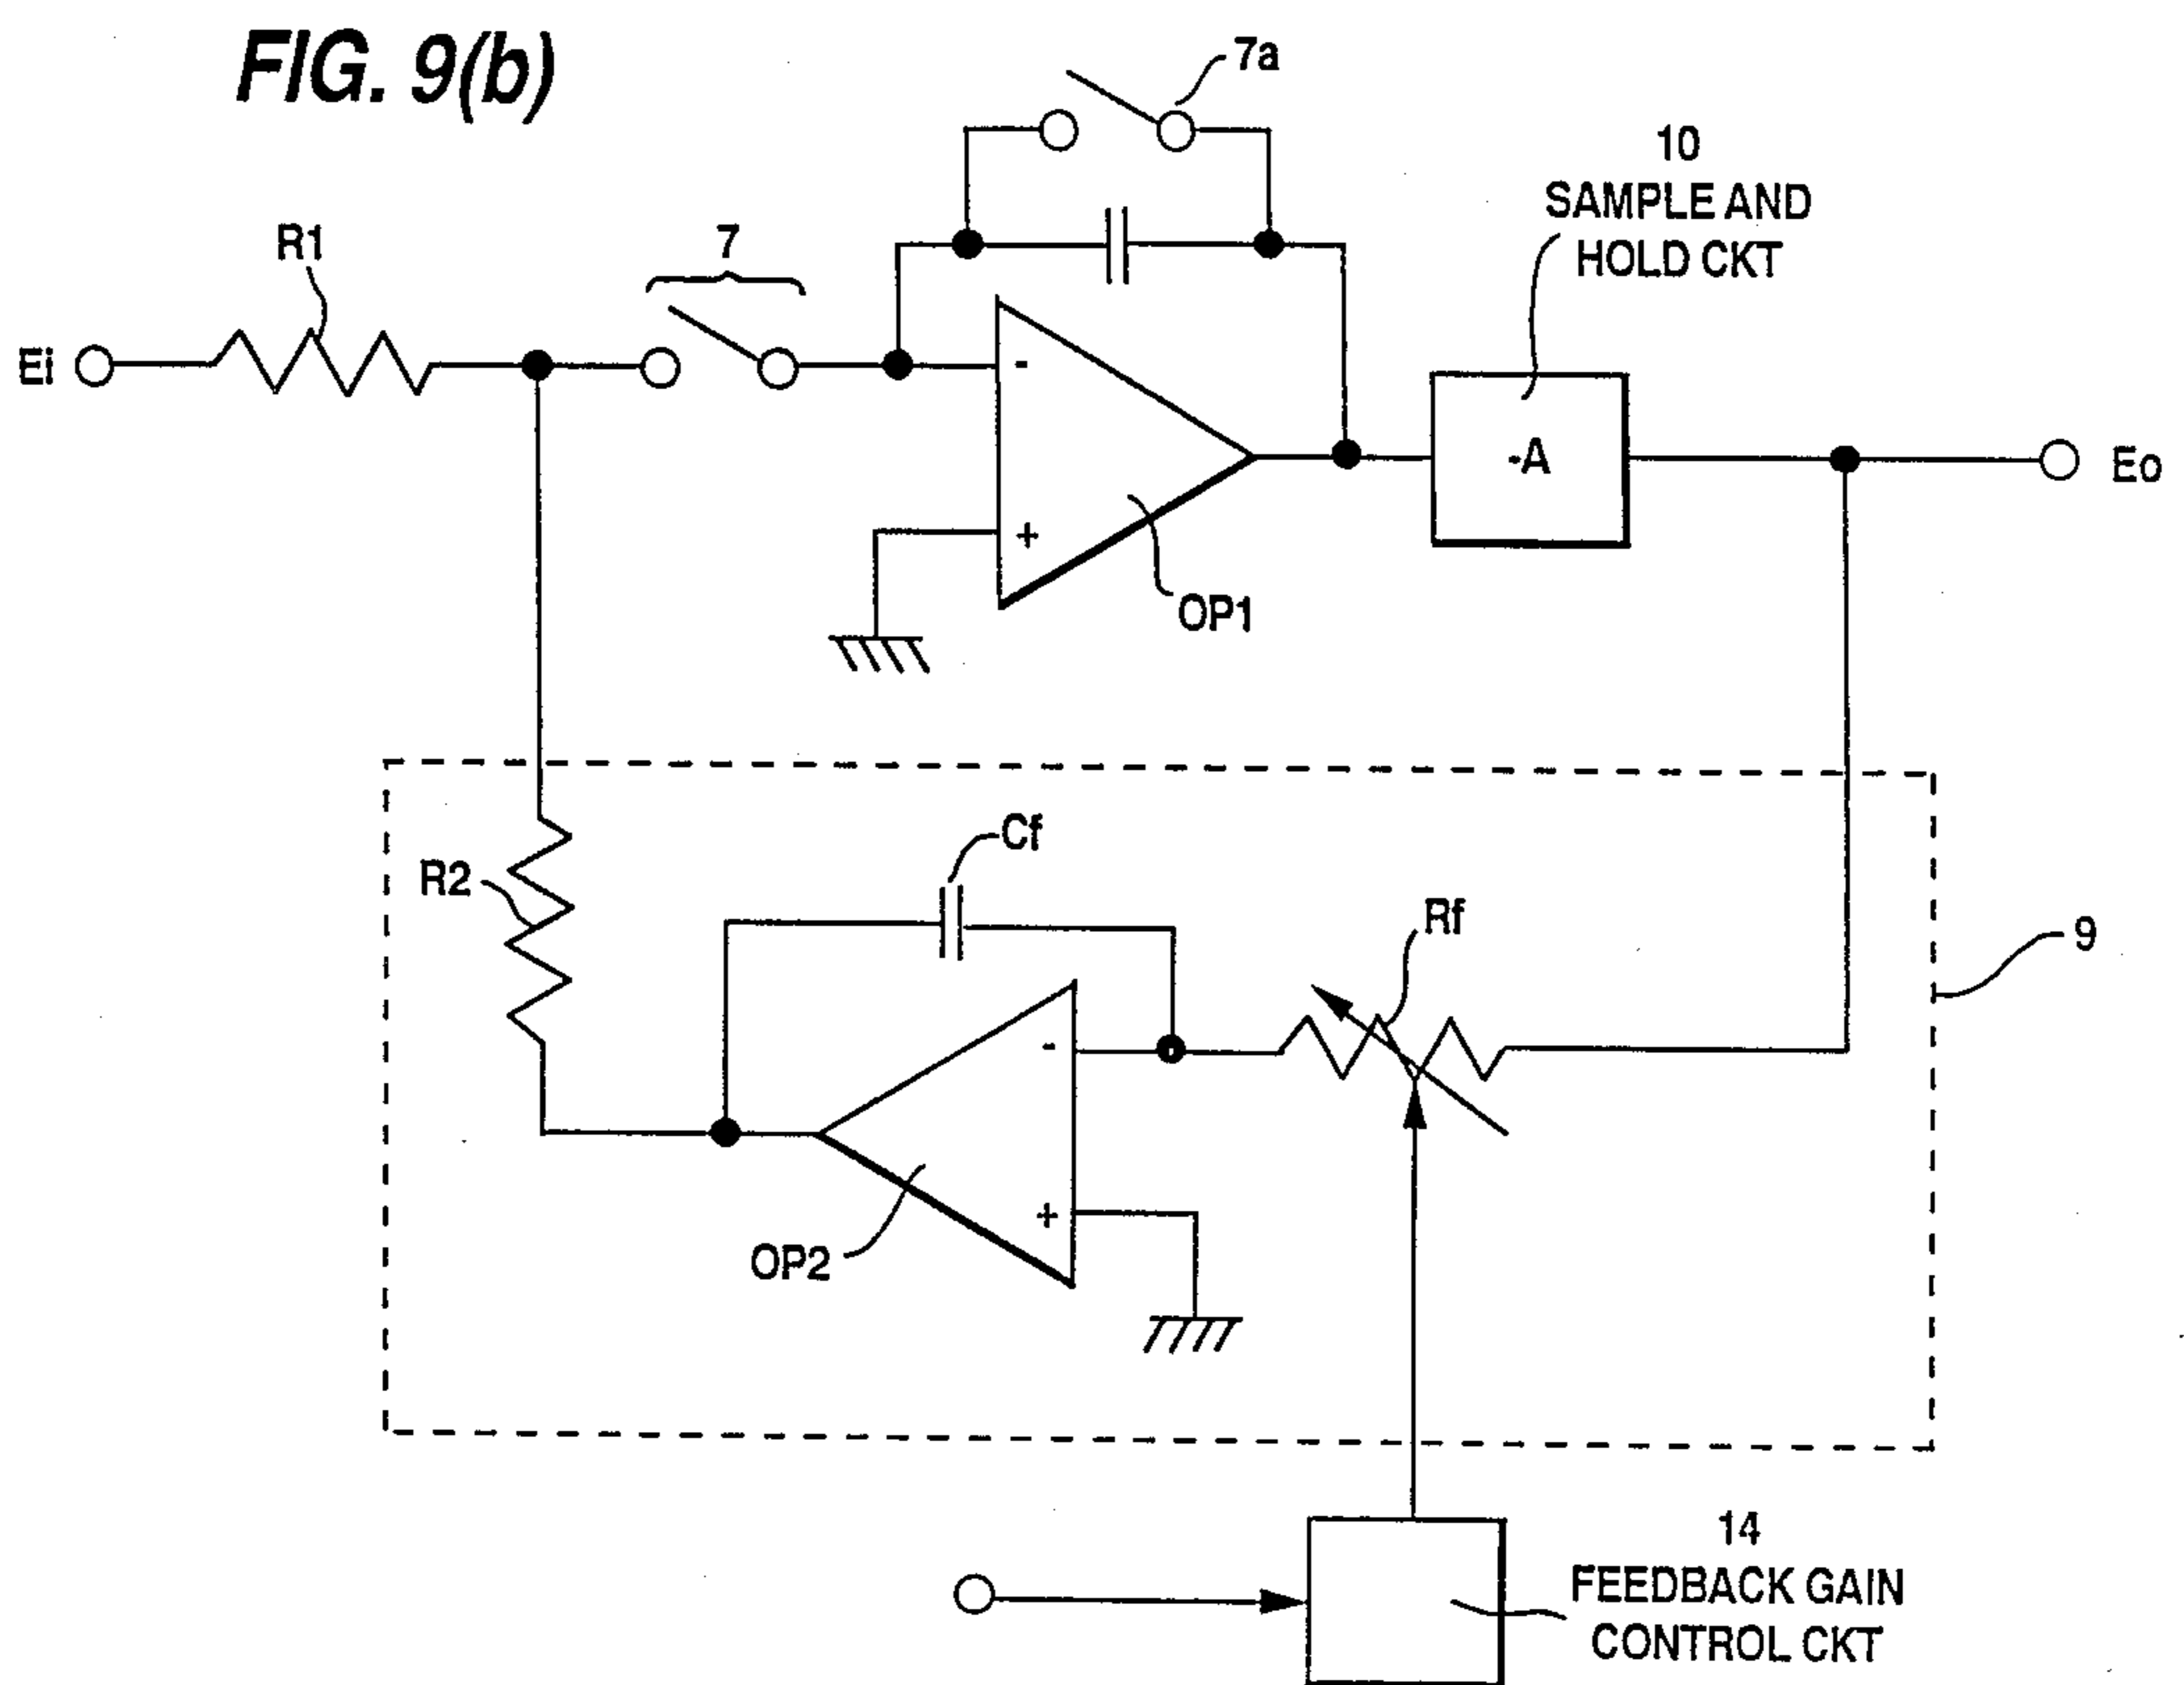 FIG. 9(b)
7a
10
SAMPLE AND
HOLD CKT
R1
7
Ei
-
-A
Eo
+
OP1
Cf
R2
Rf
9
-
+
OP2
14
FEEDBACK GAIN
CONTROL CKT